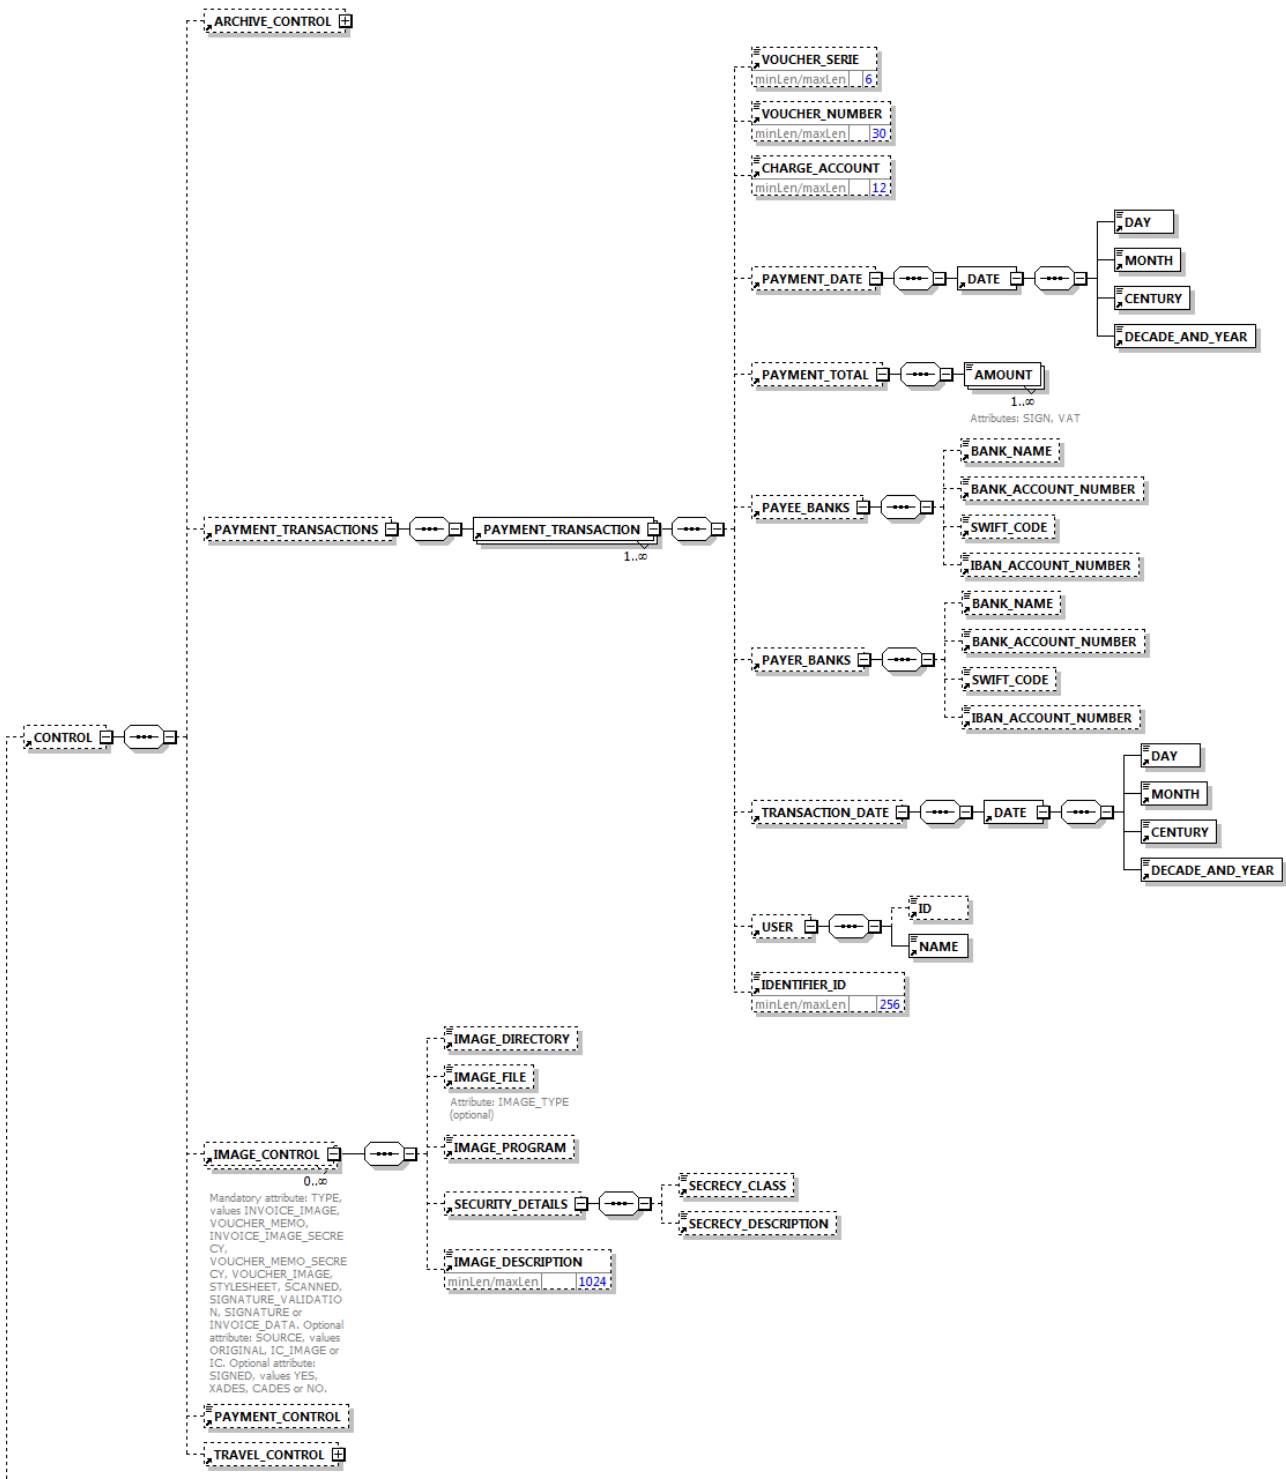 ARCHIVE_CONTROL
VOUCHER_SERIE
minLen/maxLen 6
VOUCHER_NUMBER
minLen/maxLen 30
CHARGE_ACCOUNT
minLen/maxLen 12
PAYMENT_DATE
DATE
DAY
MONTH
CENTURY
DECADE_AND_YEAR
PAYMENT_TOTAL
AMOUNT
1..∞
Attributes: SIGN, VAT
PAYMENT_TRANSACTIONS
PAYMENT_TRANSACTION
1..∞
PAYEE_BANKS
BANK_NAME
BANK_ACCOUNT_NUMBER
SWIFT_CODE
IBAN_ACCOUNT_NUMBER
PAYER_BANKS
BANK_NAME
BANK_ACCOUNT_NUMBER
SWIFT_CODE
IBAN_ACCOUNT_NUMBER
CONTROL
TRANSACTION_DATE
DATE
DAY
MONTH
CENTURY
DECADE_AND_YEAR
USER
ID
NAME
IDENTIFIER_ID
minLen/maxLen 256
IMAGE_CONTROL
0..∞
Mandatory attribute: TYPE,
values INVOICE_IMAGE,
VOUCHER_MEMO,
INVOICE_IMAGE_SECRE
CY,
VOUCHER_MEMO_SECRE
CY, VOUCHER_IMAGE,
STYLESHEET, SCANNED,
SIGNATURE_VALIDATIO
N, SIGNATURE or
INVOICE_DATA. Optional
attribute: SOURCE, values
ORIGINAL, IC_IMAGE or
IC. Optional attribute:
SIGNED, values YES,
XADES, CADES or NO.
IMAGE_DIRECTORY
IMAGE_FILE
Attribute: IMAGE_TYPE
(optional)
IMAGE_PROGRAM
SECURITY_DETAILS
SECRECY_CLASS
SECRECY_DESCRIPTION
IMAGE_DESCRIPTION
minLen/maxLen 1024
PAYMENT_CONTROL
TRAVEL_CONTROL